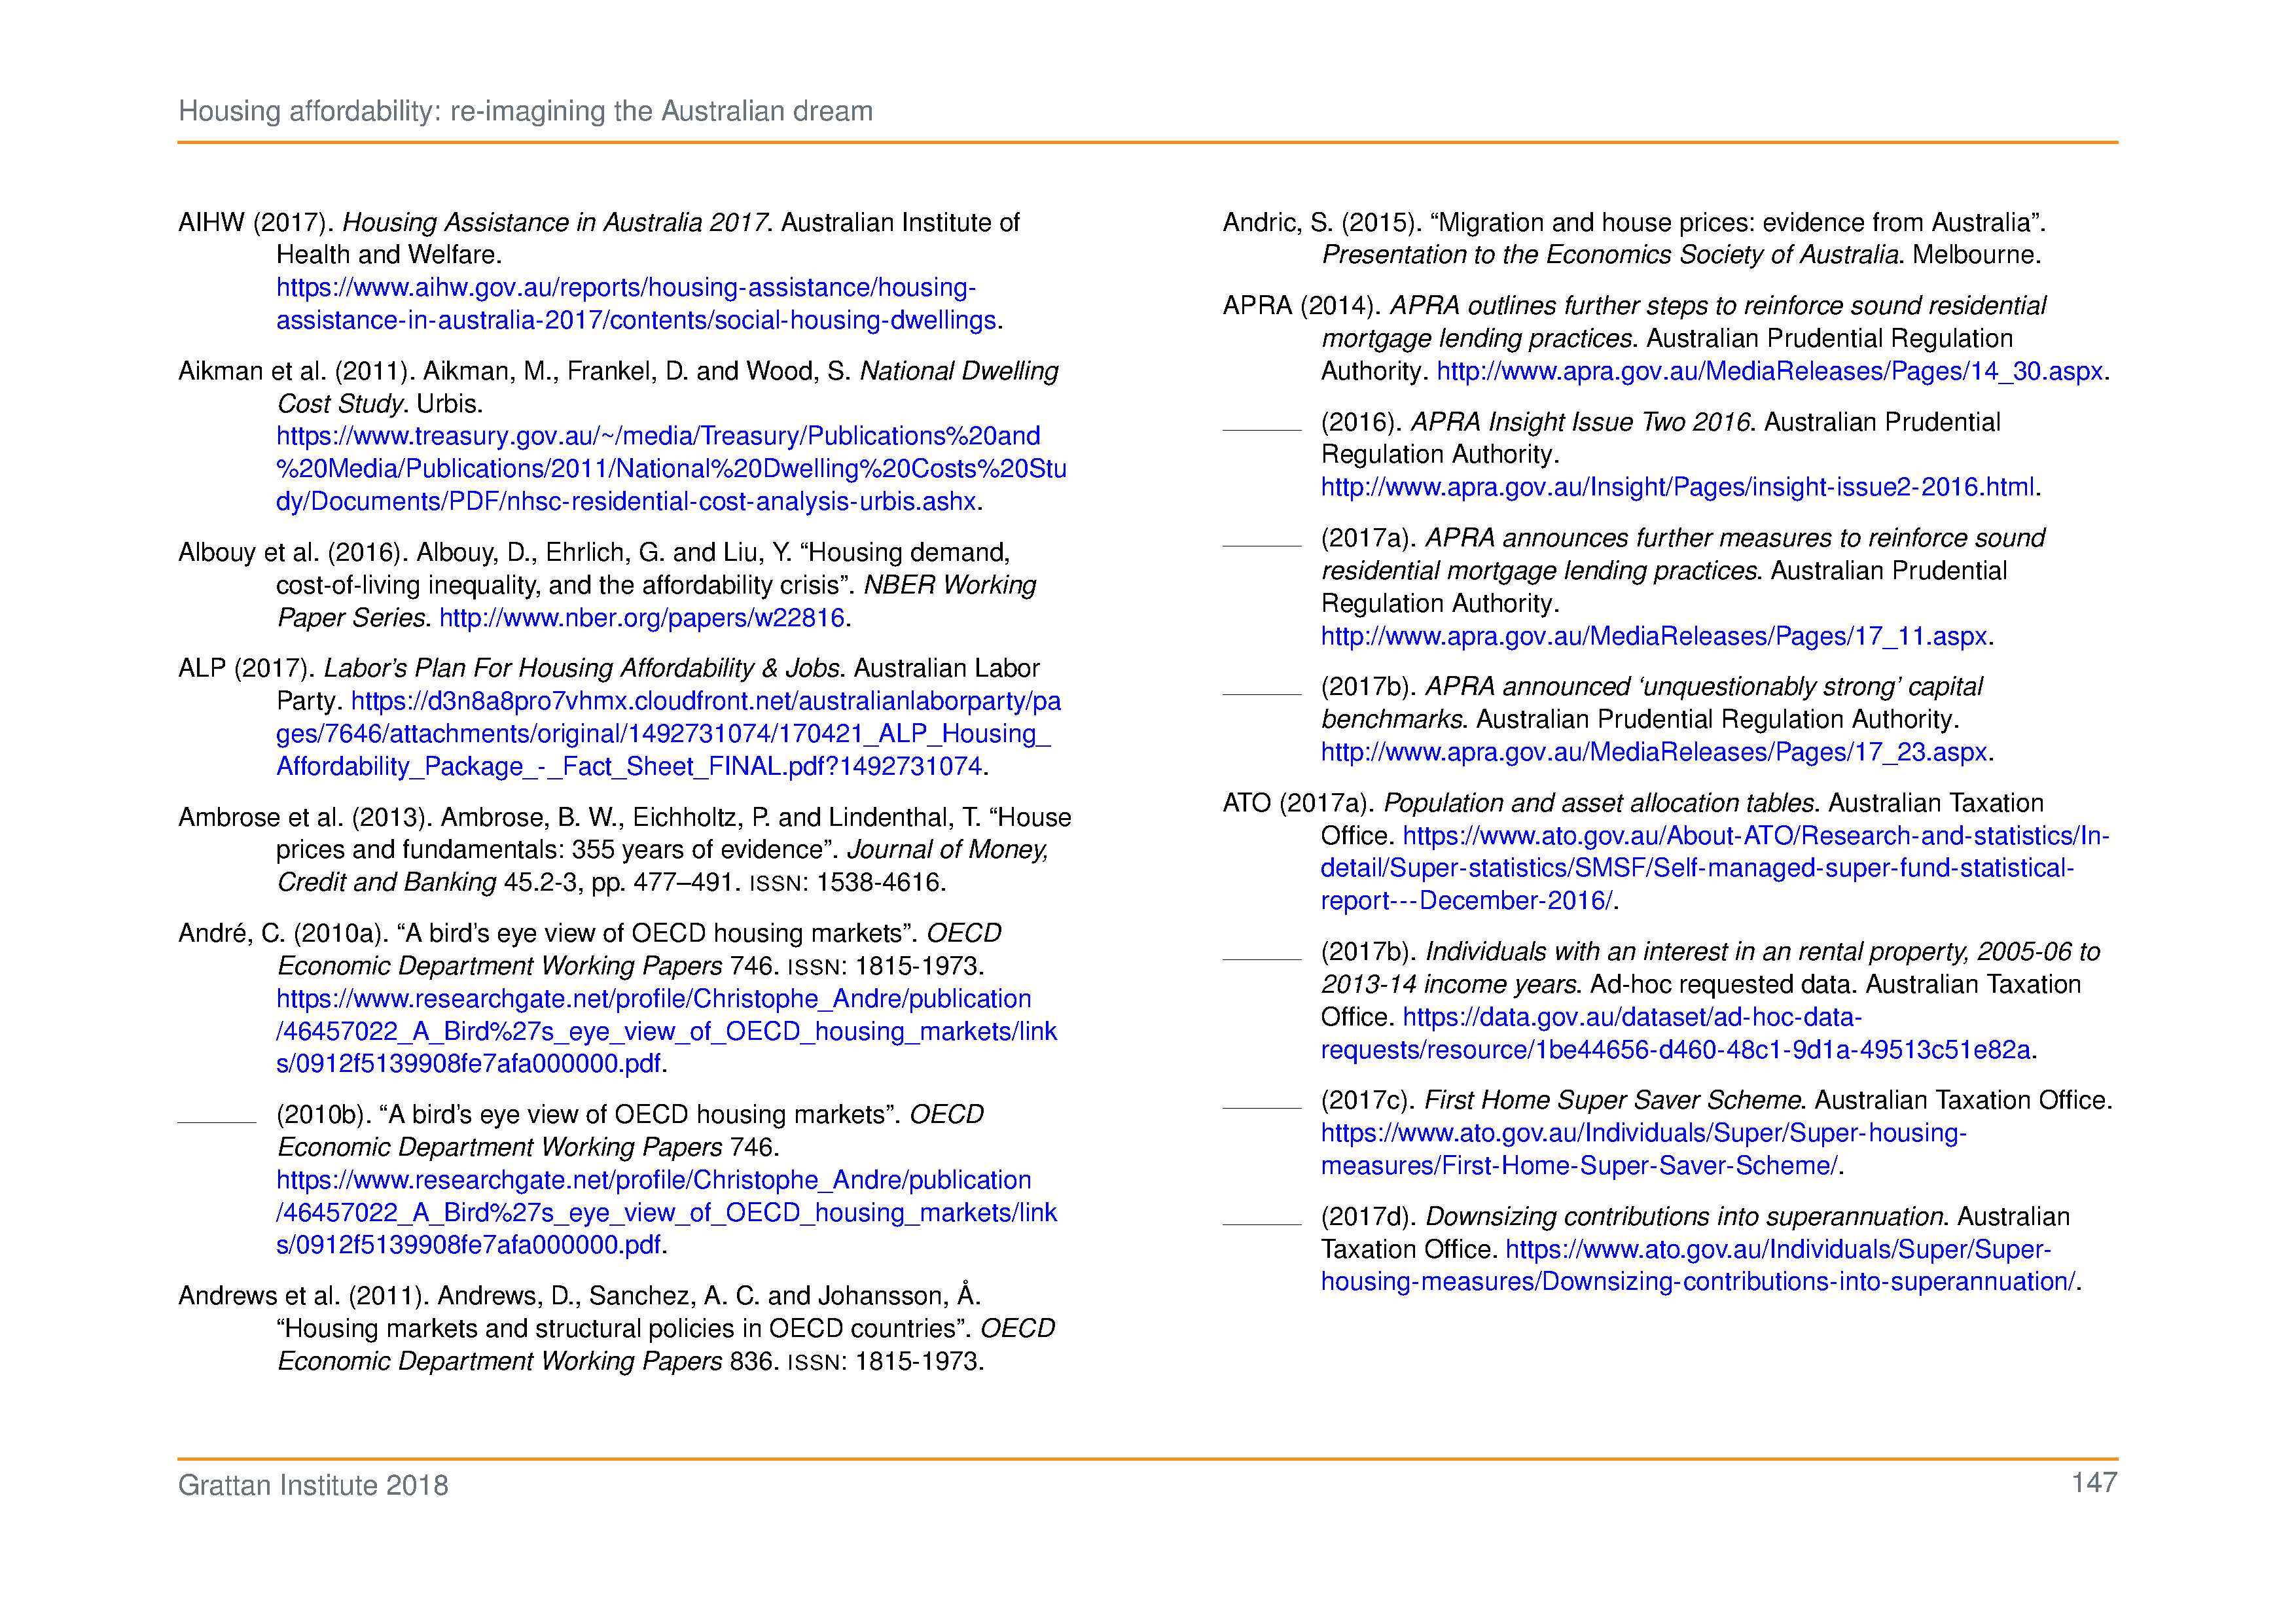 Housing affordability: re-imagining the Australian dream
AIHW (2017). Housing Assistance in Australia 2017. Australian Institute of
Health and Welfare.
https://www.aihw.gov.au/reports/housing-assistance/housing-
assistance-in-australia-2017/contents/social-housing-dwellings.
Aikman et al. (2011). Aikman, M., Frankel, D. and Wood, S. National Dwelling
Cost Study. Urbis.
https://www.treasury.gov.au/~/media/Treasury/Publications%20and
%20Media/Publications/2011/National%20Dwelling%20Costs%20Stu
dy/Documents/PDF/nhsc-residential-cost-analysis-urbis.ashx.
Albouy et al. (2016). Albouy, D., Ehrlich, G. and Liu, Y. “Housing demand,
cost-of-living inequality, and the affordability crisis”. NBER Working
Paper Series. http://www.nber.org/papers/w22816.
ALP (2017). Labor’s Plan For Housing Affordability & Jobs. Australian Labor
Party. https://d3n8a8pro7vhmx.cloudfront.net/australianlaborparty/pa
ges/7646/attachments/original/1492731074/170421_ALP_Housing_
Affordability_Package_-_Fact_Sheet_FINAL.pdf?1492731074.
Ambrose et al. (2013). Ambrose, B. W., Eichholtz, P. and Lindenthal, T. “House
prices and fundamentals: 355 years of evidence”. Journal of Money,
Credit and Banking 45.2-3, pp. 477–491. ISSN: 1538-4616.
André, C. (2010a). “A bird’s eye view of OECD housing markets”. OECD
Economic Department Working Papers 746. ISSN: 1815-1973.
https://www.researchgate.net/profile/Christophe_Andre/publication
/46457022_A_Bird%27s_eye_view_of_OECD_housing_markets/link
s/0912f5139908fe7afa000000.pdf.
(2010b). “A bird’s eye view of OECD housing markets”. OECD
Economic Department Working Papers 746.
https://www.researchgate.net/profile/Christophe_Andre/publication
/46457022_A_Bird%27s_eye_view_of_OECD_housing_markets/link
s/0912f5139908fe7afa000000.pdf.
Andrews et al. (2011). Andrews, D., Sanchez, A. C. and Johansson, Å.
“Housing markets and structural policies in OECD countries”. OECD
Economic Department Working Papers 836. ISSN: 1815-1973.
Andric, S. (2015). “Migration and house prices: evidence from Australia”.
Presentation to the Economics Society of Australia. Melbourne.
APRA (2014). APRA outlines further steps to reinforce sound residential
mortgage lending practices. Australian Prudential Regulation
Authority. http://www.apra.gov.au/MediaReleases/Pages/14_30.aspx.
(2016). APRA Insight Issue Two 2016. Australian Prudential
Regulation Authority.
http://www.apra.gov.au/Insight/Pages/insight-issue2-2016.html.
(2017a). APRA announces further measures to reinforce sound
residential mortgage lending practices. Australian Prudential
Regulation Authority.
http://www.apra.gov.au/MediaReleases/Pages/17_11.aspx.
(2017b). APRA announced ‘unquestionably strong’ capital
benchmarks. Australian Prudential Regulation Authority.
http://www.apra.gov.au/MediaReleases/Pages/17_23.aspx.
ATO (2017a). Population and asset allocation tables. Australian Taxation
Office. https://www.ato.gov.au/About-ATO/Research-and-statistics/In-
detail/Super-statistics/SMSF/Self-managed-super-fund-statistical-
report---December-2016/.
(2017b). Individuals with an interest in an rental property, 2005-06 to
2013-14 income years. Ad-hoc requested data. Australian Taxation
Office. https://data.gov.au/dataset/ad-hoc-data-
requests/resource/1be44656-d460-48c1-9d1a-49513c51e82a.
(2017c). First Home Super Saver Scheme. Australian Taxation Office.
https://www.ato.gov.au/Individuals/Super/Super-housing-
measures/First-Home-Super-Saver-Scheme/.
(2017d). Downsizing contributions into superannuation. Australian
Taxation Office. https://www.ato.gov.au/Individuals/Super/Super-
housing-measures/Downsizing-contributions-into-superannuation/.
Grattan Institute 2018
147